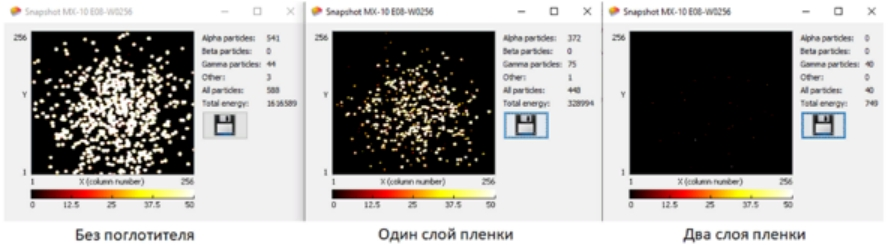 Snapshot MX-10 E08-W0256
256
Y
1
1 X (column number) 256
0 12.5 25 37.5 50
Alpha particles: 541
Beta particles: 0
Gamma particles: 44
Other: 3
All particles: 588
Total energy: 1616589
Без поглотителя
Snapshot MX-10 E08-W0256
256
Y
1
1 X (column number) 256
0 12.5 25 37.5 50
Alpha particles: 372
Beta particles: 0
Gamma particles: 75
Other: 1
All particles: 448
Total energy: 328994
Один слой пленки
Snapshot MX-10 E08-W0256
256
Y
1
1 X (column number) 256
0 12.5 25 37.5 50
Alpha particles: 0
Beta particles: 0
Gamma particles: 40
Other: 0
All particles: 40
Total energy: 749
Два слоя пленки